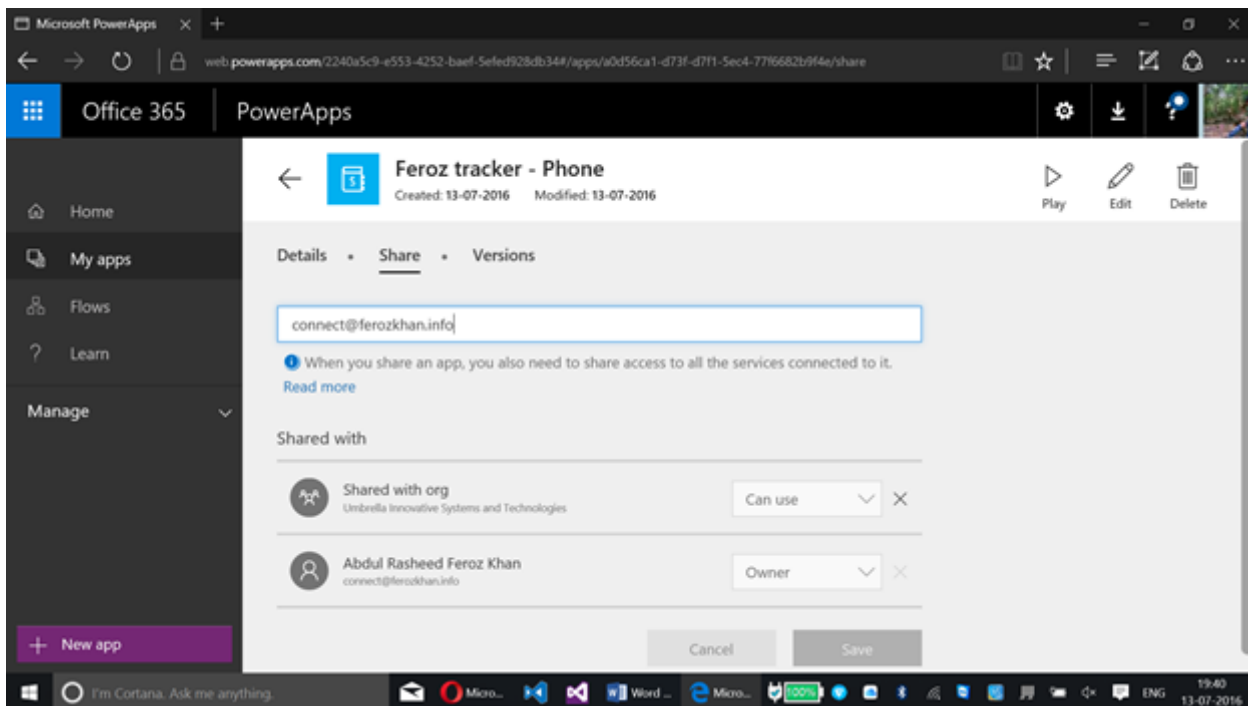 Microsoft PowerApps
web.powerapps.com/2240a5c9-e553-4252-baef-5efed928db34#/apps/a0d56ca1-d73f-d7f1-5ec4-77f6682b9f4e/share
Office 365 PowerApps
Feroz tracker - Phone
Created: 13-07-2016 Modified: 13-07-2016
Play Edit Delete
Home
My apps
Flows
Learn
Manage
New app
Details • Share • Versions
connect@ferozkhan.info
When you share an app, you also need to share access to all the services connected to it.
Read more
Shared with
Shared with org
Umbrella Innovative Systems and Technologies
Can use
Abdul Rasheed Feroz Khan
connect@ferozkhan.info
Owner
Cancel Save
I'm Cortana. Ask me anything.
Micro... Word ... Micro... 100% ENG 19:40
13-07-2016